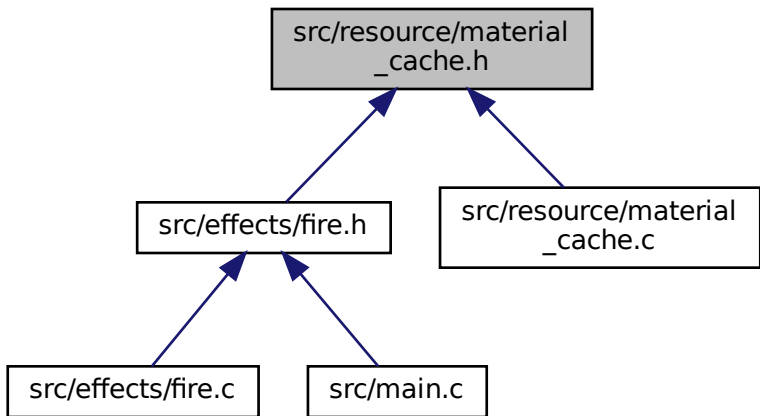 src/resource/material
_cache.h
src/effects/fire.h
src/resource/material
_cache.c
src/effects/fire.c
src/main.c